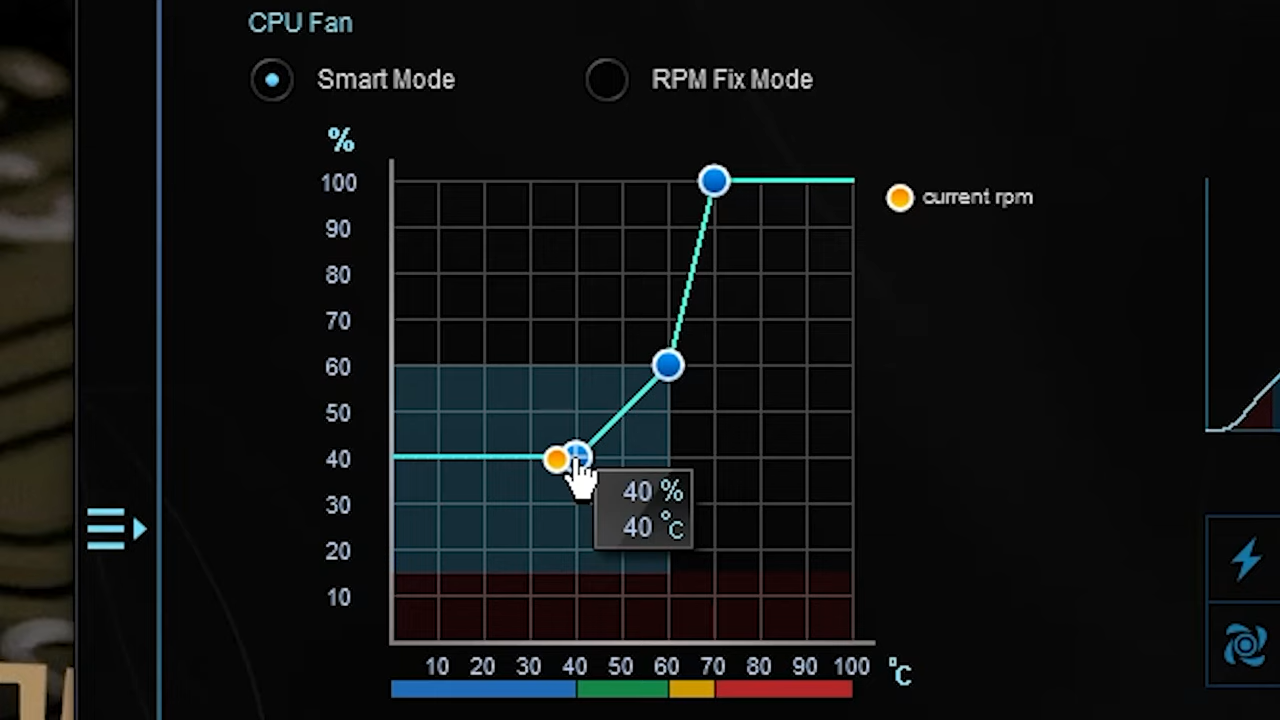 CPU Fan
Smart Mode
RPM Fix Mode
%
100
90
80
70
60
50
40
30
20
10
current rpm
40 %
40 °C
10 20 30 40 50 60 70 80 90 100 °C